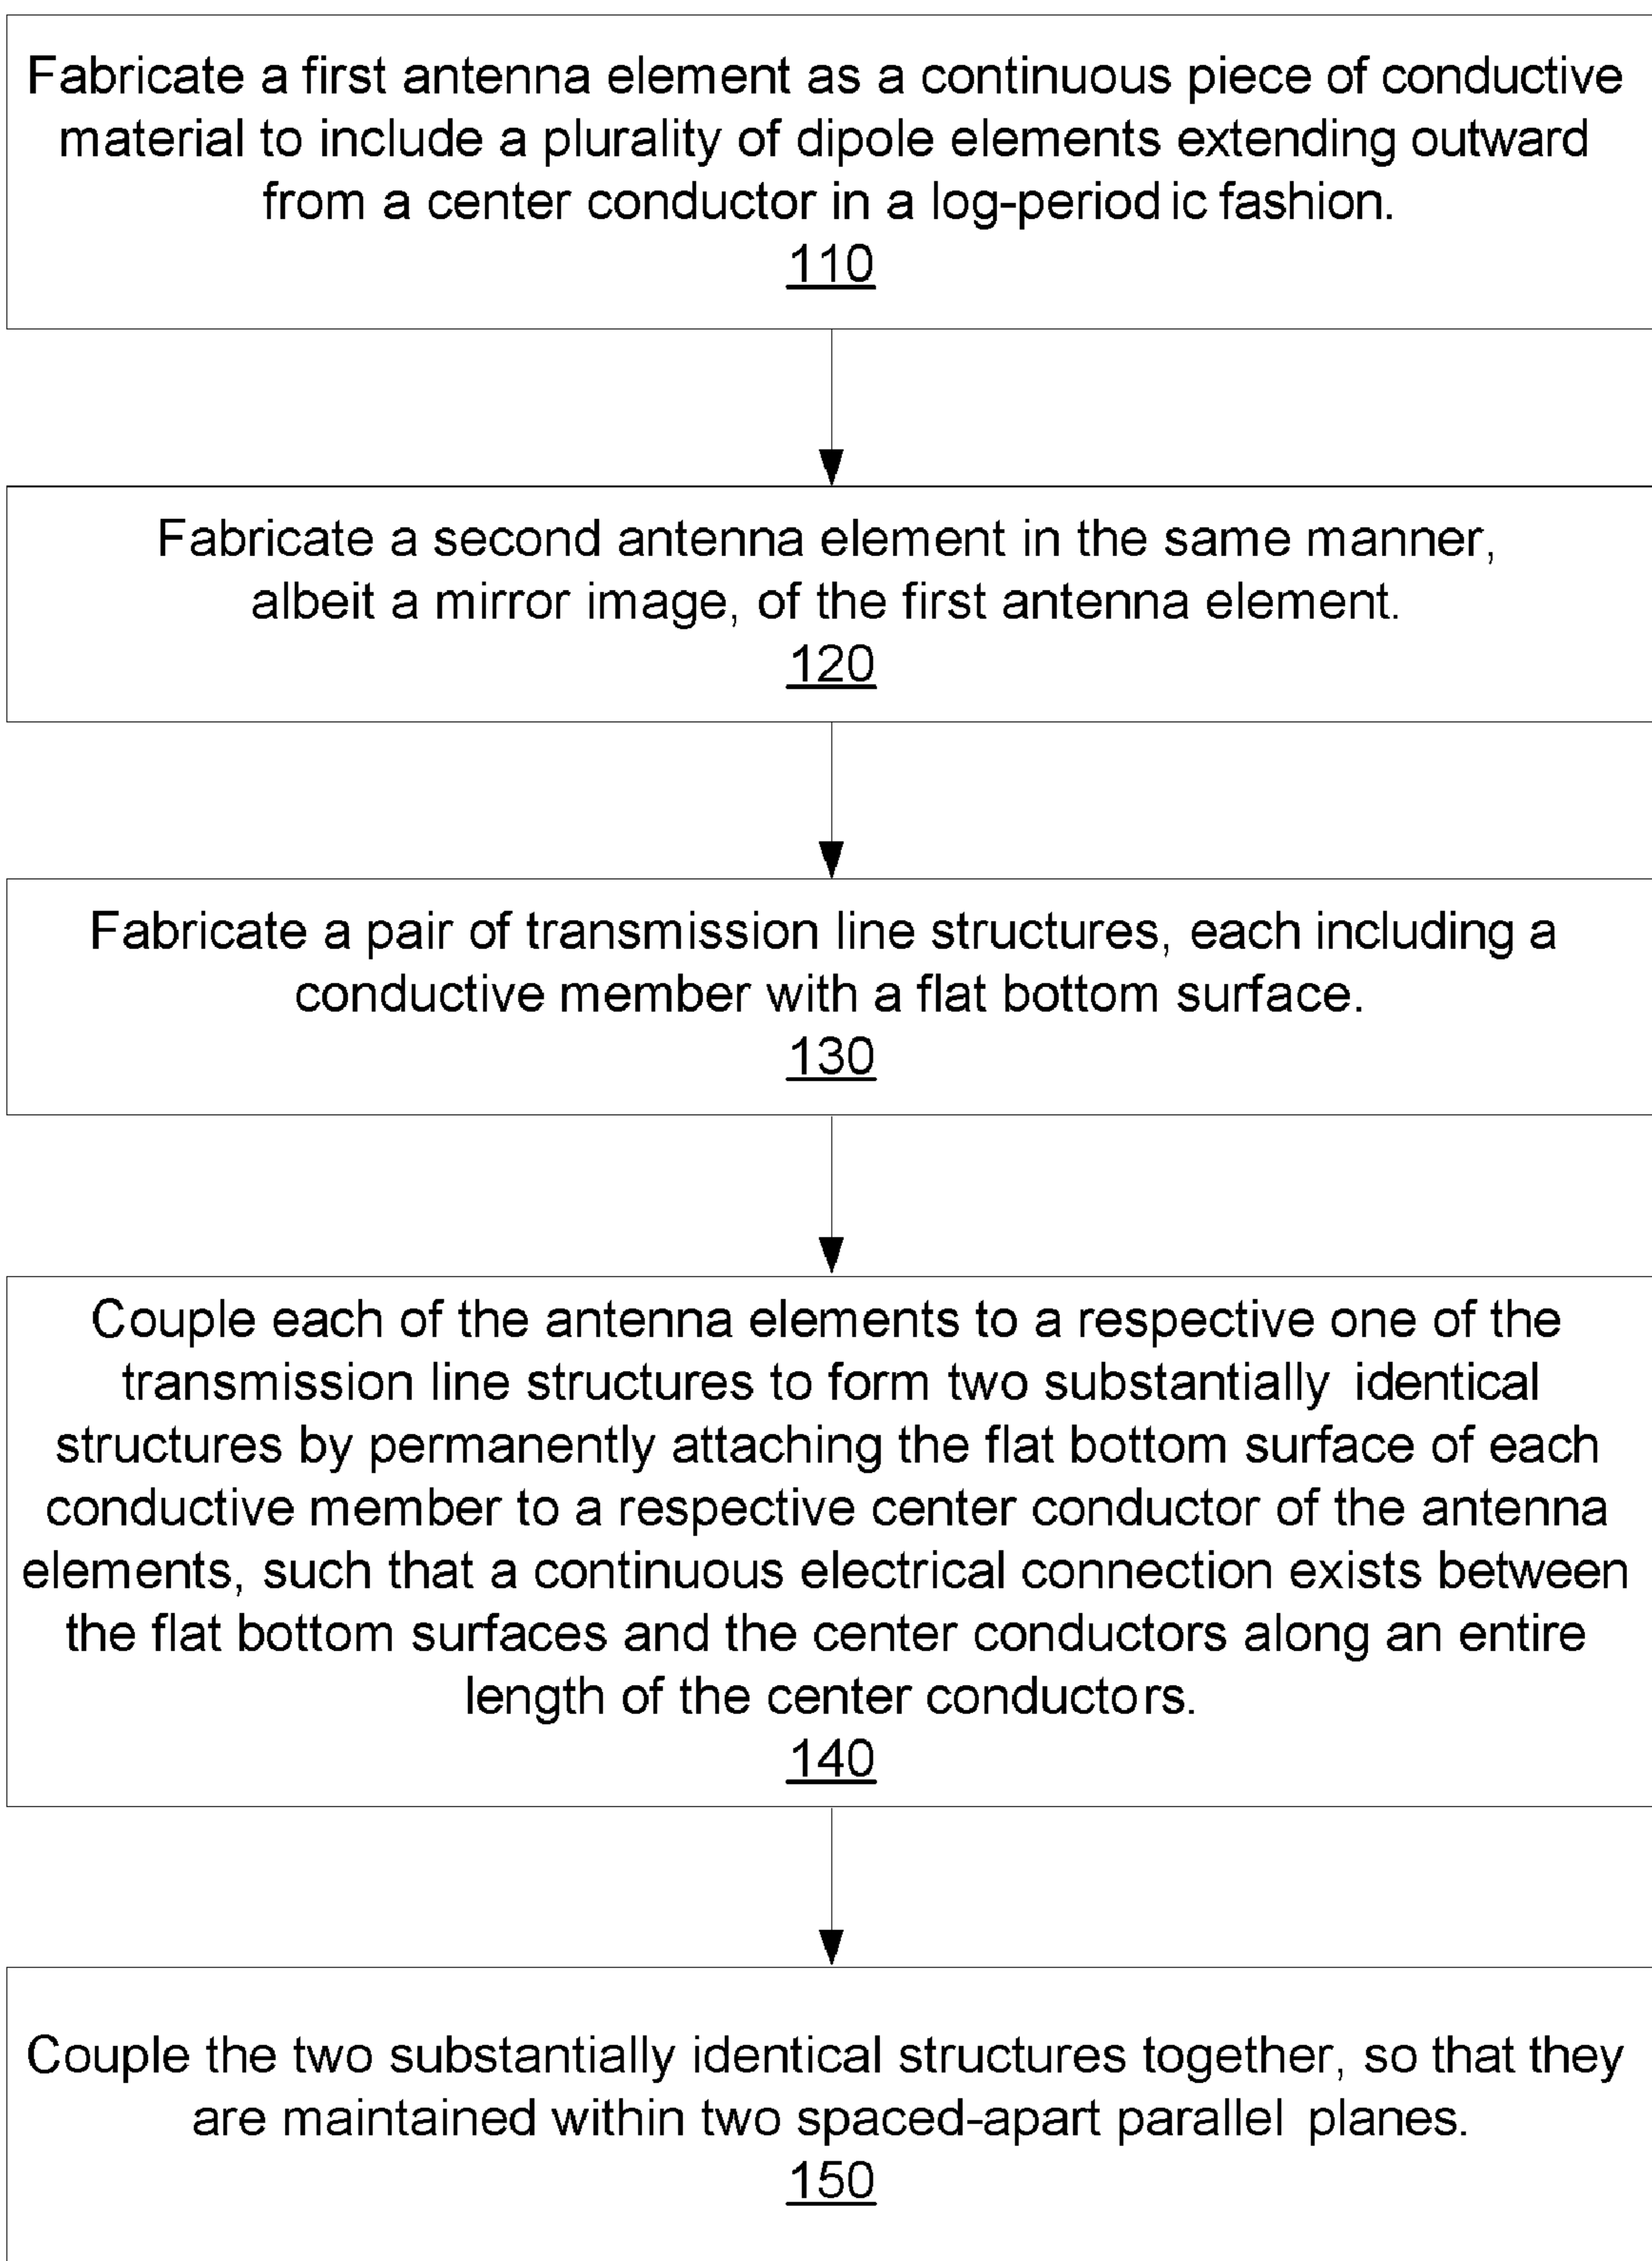 Fabricate a first antenna element as a continuous piece of conductive
material to include a plurality of dipole elements extending outward
from a center conductor in a log-periodic fashion.
110
Fabricate a second antenna element in the same manner,
albeit a mirror image, of the first antenna element.
120
Fabricate a pair of transmission line structures, each including a
conductive member with a flat bottom surface.
130
Couple each of the antenna elements to a respective one of the
transmission line structures to form two substantially identical
structures by permanently attaching the flat bottom surface of each
conductive member to a respective center conductor of the antenna
elements, such that a continuous electrical connection exists between
the flat bottom surfaces and the center conductors along an entire
length of the center conductors.
140
Couple the two substantially identical structures together, so that they
are maintained within two spaced-apart parallel planes.
150